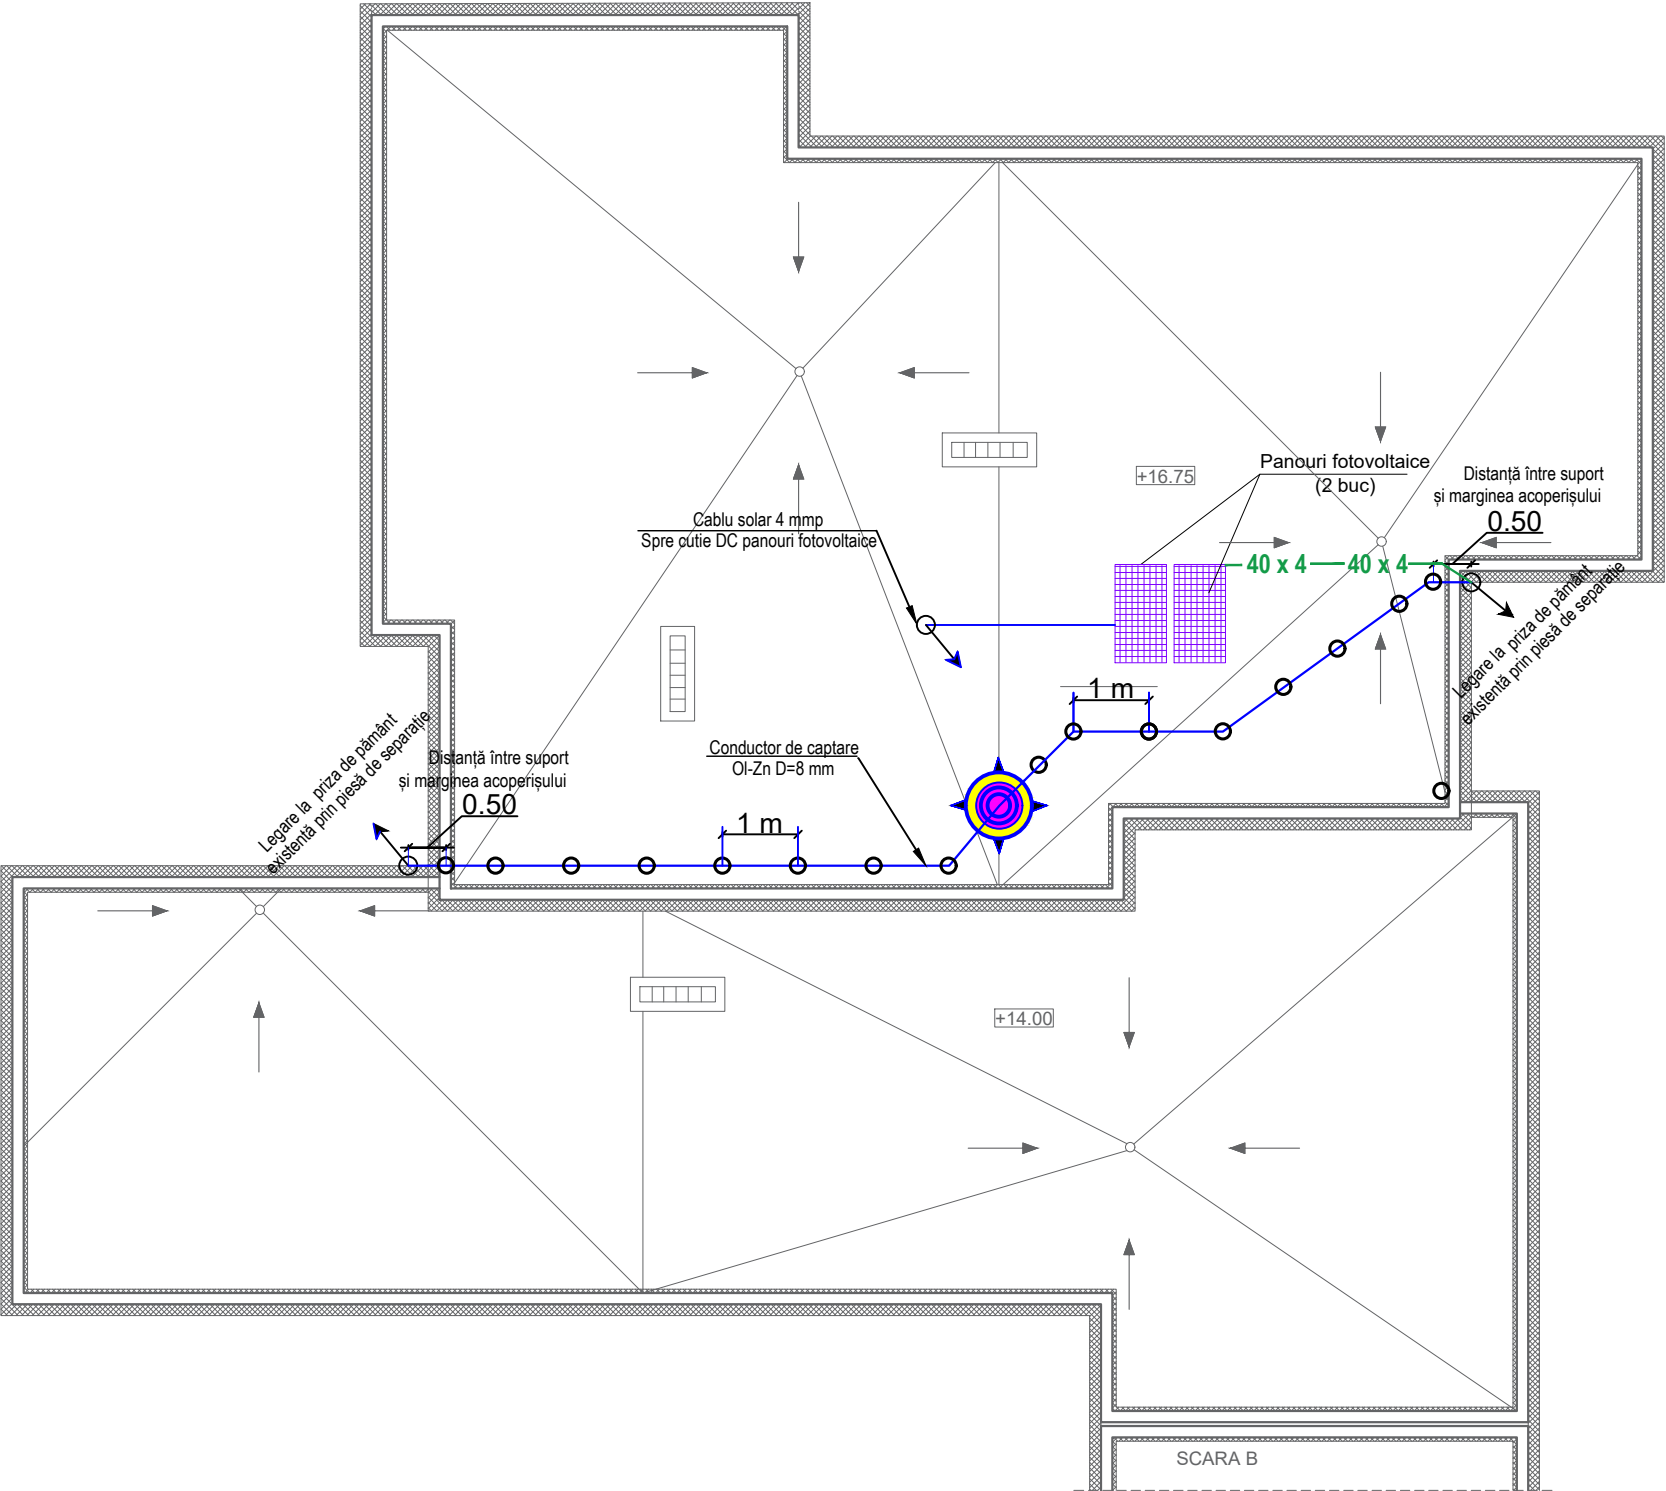 +16.75
Panouri fotovoltaice
(2 buc)
Distanță între suport
și marginea acoperișului
0.50
Cablu solar 4 mmp
Spre cutie DC panouri fotovoltaice
40 x 4
40 x 4
Legare la priza de pământ
existentă prin piesă de separație
1 m
Legare la priza de pământ
existentă prin piesă de separație
Distanță între suport
și marginea acoperișului
0.50
Conductor de captare
Ol-Zn D=8 mm
1 m
+14.00
SCARA B